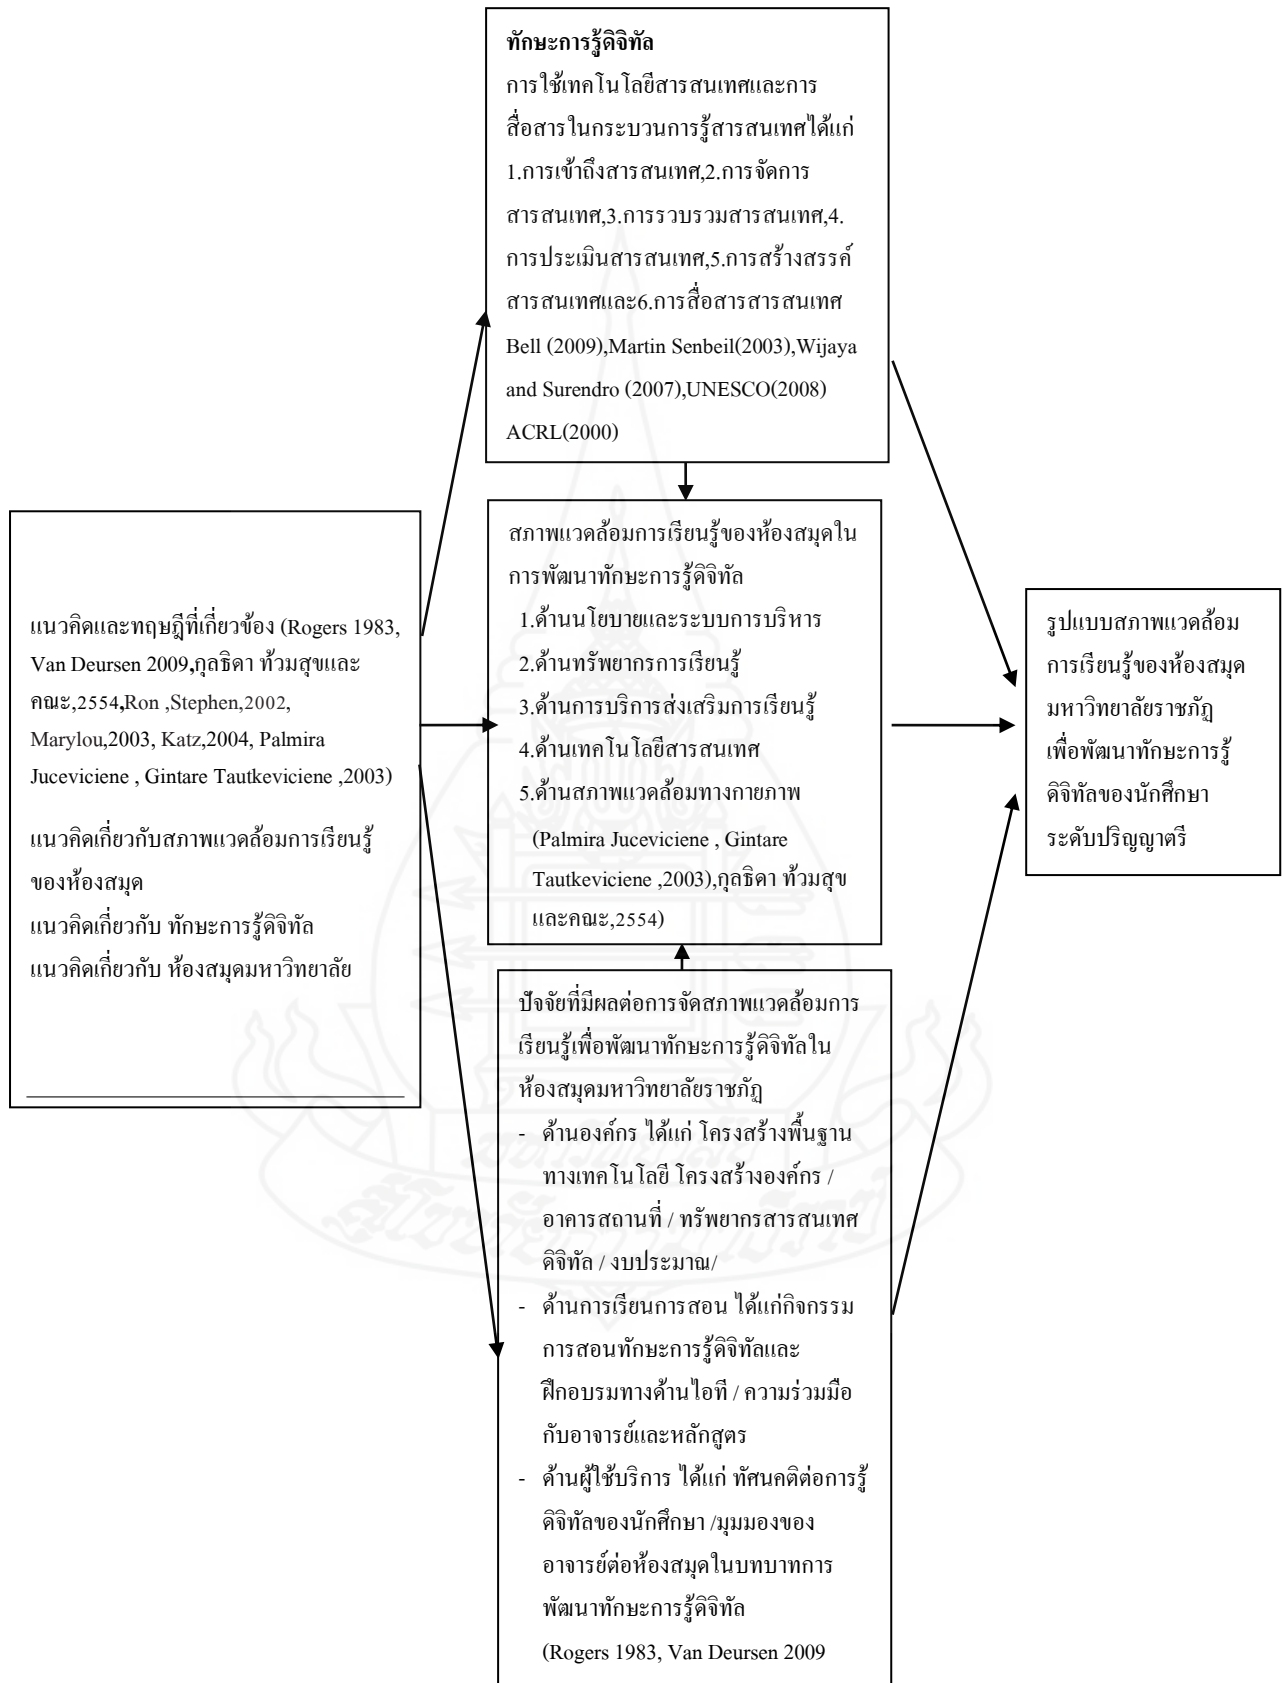 ทักษะการรู้ดิจิทัล
การใช้เทคโนโลยีสารสนเทศและการ
สื่อสารในกระบวนการรู้สารสนเทศได้แก่
1.การเข้าถึงสารสนเทศ,2.การจัดการ
สารสนเทศ,3.การรวบรวมสารสนเทศ,4.
การประเมินสารสนเทศ,5.การสร้างสรรค์
สารสนเทศและ6.การสื่อสารสารสนเทศ
Bell (2009),Martin Senbeil(2003),Wijaya
and Surendro (2007),UNESCO(2008)
ACRL(2000)
แนวคิดและทฤษฎีที่เกี่ยวข้อง (Rogers 1983,
Van Deursen 2009,กุลธิดา ท้วมสุขและ
คณะ,2554,Ron ,Stephen,2002,
Marylou,2003, Katz,2004, Palmira
Juceviciene , Gintare Tautkeviciene ,2003)
แนวคิดเกี่ยวกับสภาพแวดล้อมการเรียนรู้
ของห้องสมุด
แนวคิดเกี่ยวกับ ทักษะการรู้ดิจิทัล
แนวคิดเกี่ยวกับ ห้องสมุดมหาวิทยาลัย
สภาพแวดล้อมการเรียนรู้ของห้องสมุดใน
การพัฒนาทักษะการรู้ดิจิทัล
1.ด้านนโยบายและระบบการบริหาร
2.ด้านทรัพยากรการเรียนรู้
3.ด้านการบริการส่งเสริมการเรียนรู้
4.ด้านเทคโนโลยีสารสนเทศ
5.ด้านสภาพแวดล้อมทางกายภาพ
(Palmira Juceviciene , Gintare
Tautkeviciene ,2003),กุลธิดา ท้วมสุข
และคณะ,2554)
ปัจจัยที่มีผลต่อการจัดสภาพแวดล้อมการ
เรียนรู้เพื่อพัฒนาทักษะการรู้ดิจิทัลใน
ห้องสมุดมหาวิทยาลัยราชภัฏ
- ด้านองค์กร ได้แก่ โครงสร้างพื้นฐาน
ทางเทคโนโลยี โครงสร้างองค์กร /
อาคารสถานที่ / ทรัพยากรสารสนเทศ
ดิจิทัล / งบประมาณ/
- ด้านการเรียนการสอน ได้แก่กิจกรรม
การสอนทักษะการรู้ดิจิทัลและ
ฝึกอบรมทางด้านไอที / ความร่วมมือ
กับอาจารย์และหลักสูตร
- ด้านผู้ใช้บริการ ได้แก่ ทัศนคติต่อการรู้
ดิจิทัลของนักศึกษา /มุมมองของ
อาจารย์ต่อห้องสมุดในบทบาทการ
พัฒนาทักษะการรู้ดิจิทัล
(Rogers 1983, Van Deursen 2009
รูปแบบสภาพแวดล้อม
การเรียนรู้ของห้องสมุด
มหาวิทยาลัยราชภัฏ
เพื่อพัฒนาทักษะการรู้
ดิจิทัลของนักศึกษา
ระดับปริญญาตรี